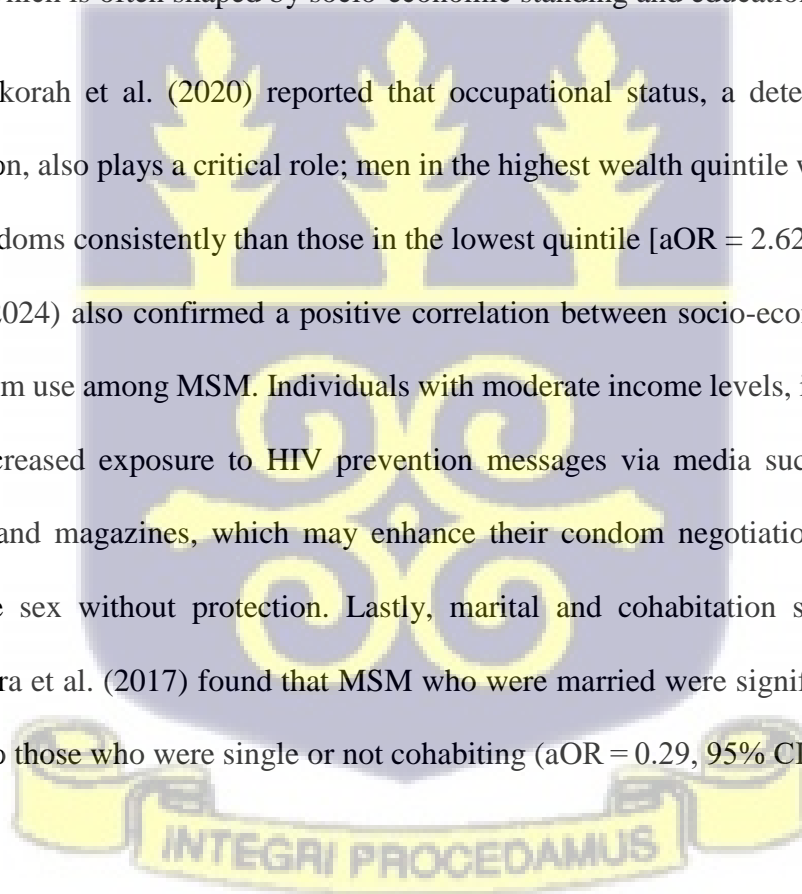 is often shaped by socio-economic standing and education
korah et al. (2020) reported that occupational status, a dete
on, also plays a critical role; men in the highest wealth quintile w
doms consistently than those in the lowest quintile [aOR = 2.62
2024) also confirmed a positive correlation between socio-econ
m use among MSM. Individuals with moderate income levels, i
creased exposure to HIV prevention messages via media suc
and magazines, which may enhance their condom negotiatio
e sex without protection. Lastly, marital and cohabitation s
ra et al. (2017) found that MSM who were married were signif
o those who were single or not cohabiting (aOR = 0.29, 95% CI
INTEGRI PROCEDAMUS